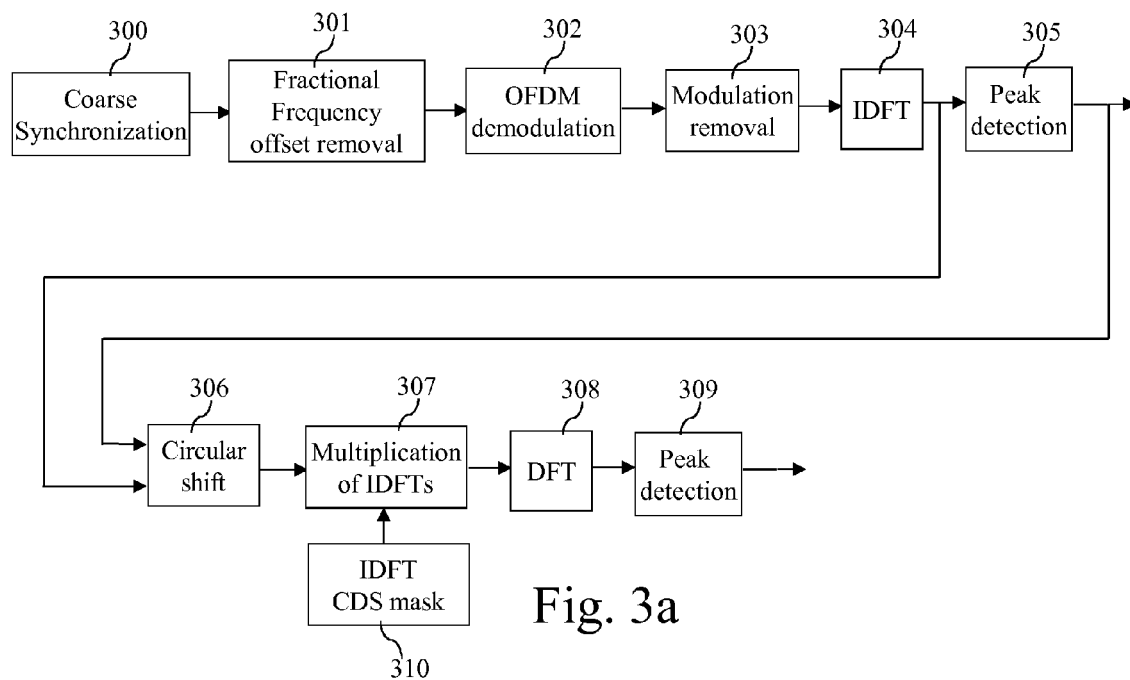 300
301
302
303
304
305
Coarse
Synchronization
Fractional
Frequency
offset removal
OFDM
demodulation
Modulation
removal
IDFT
Peak
detection
306
307
308
309
Circular
shift
Multiplication
of IDFTs
DFT
Peak
detection
IDFT
CDS mask
310
Fig. 3a